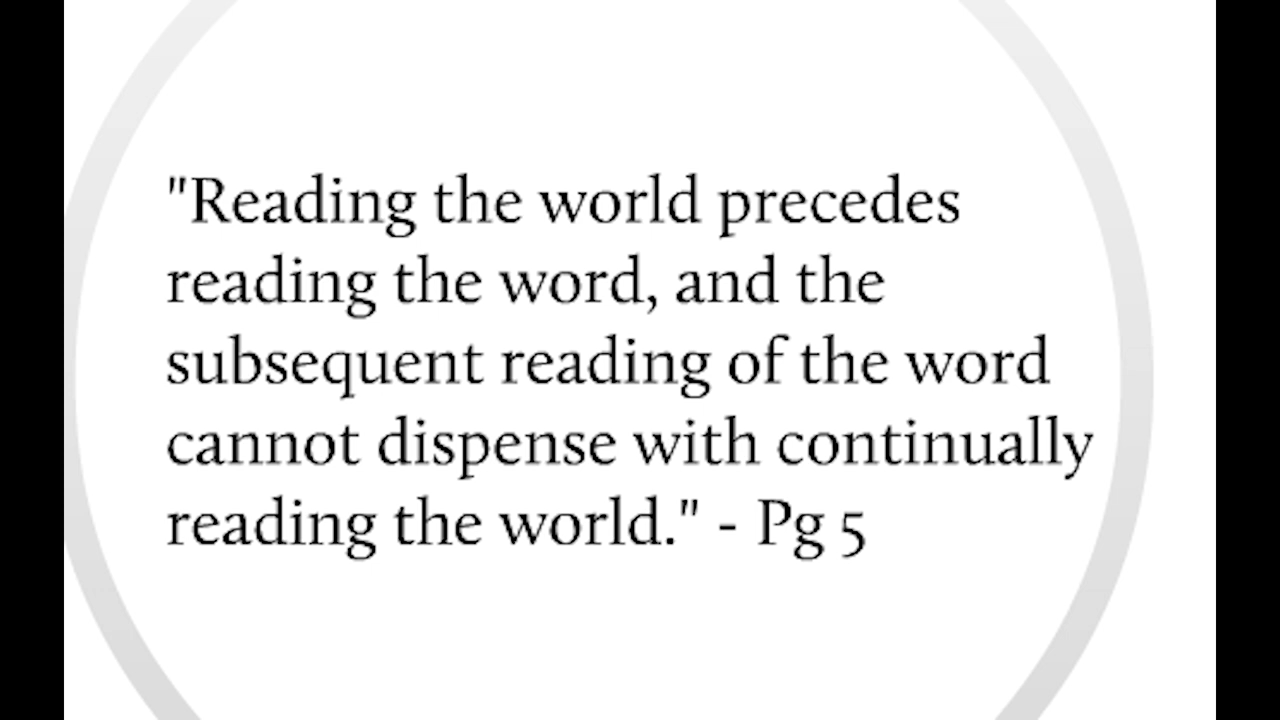 "Reading the world precedes
reading the word, and the
subsequent reading of the word
cannot dispense with continually
reading the world." - Pg 5